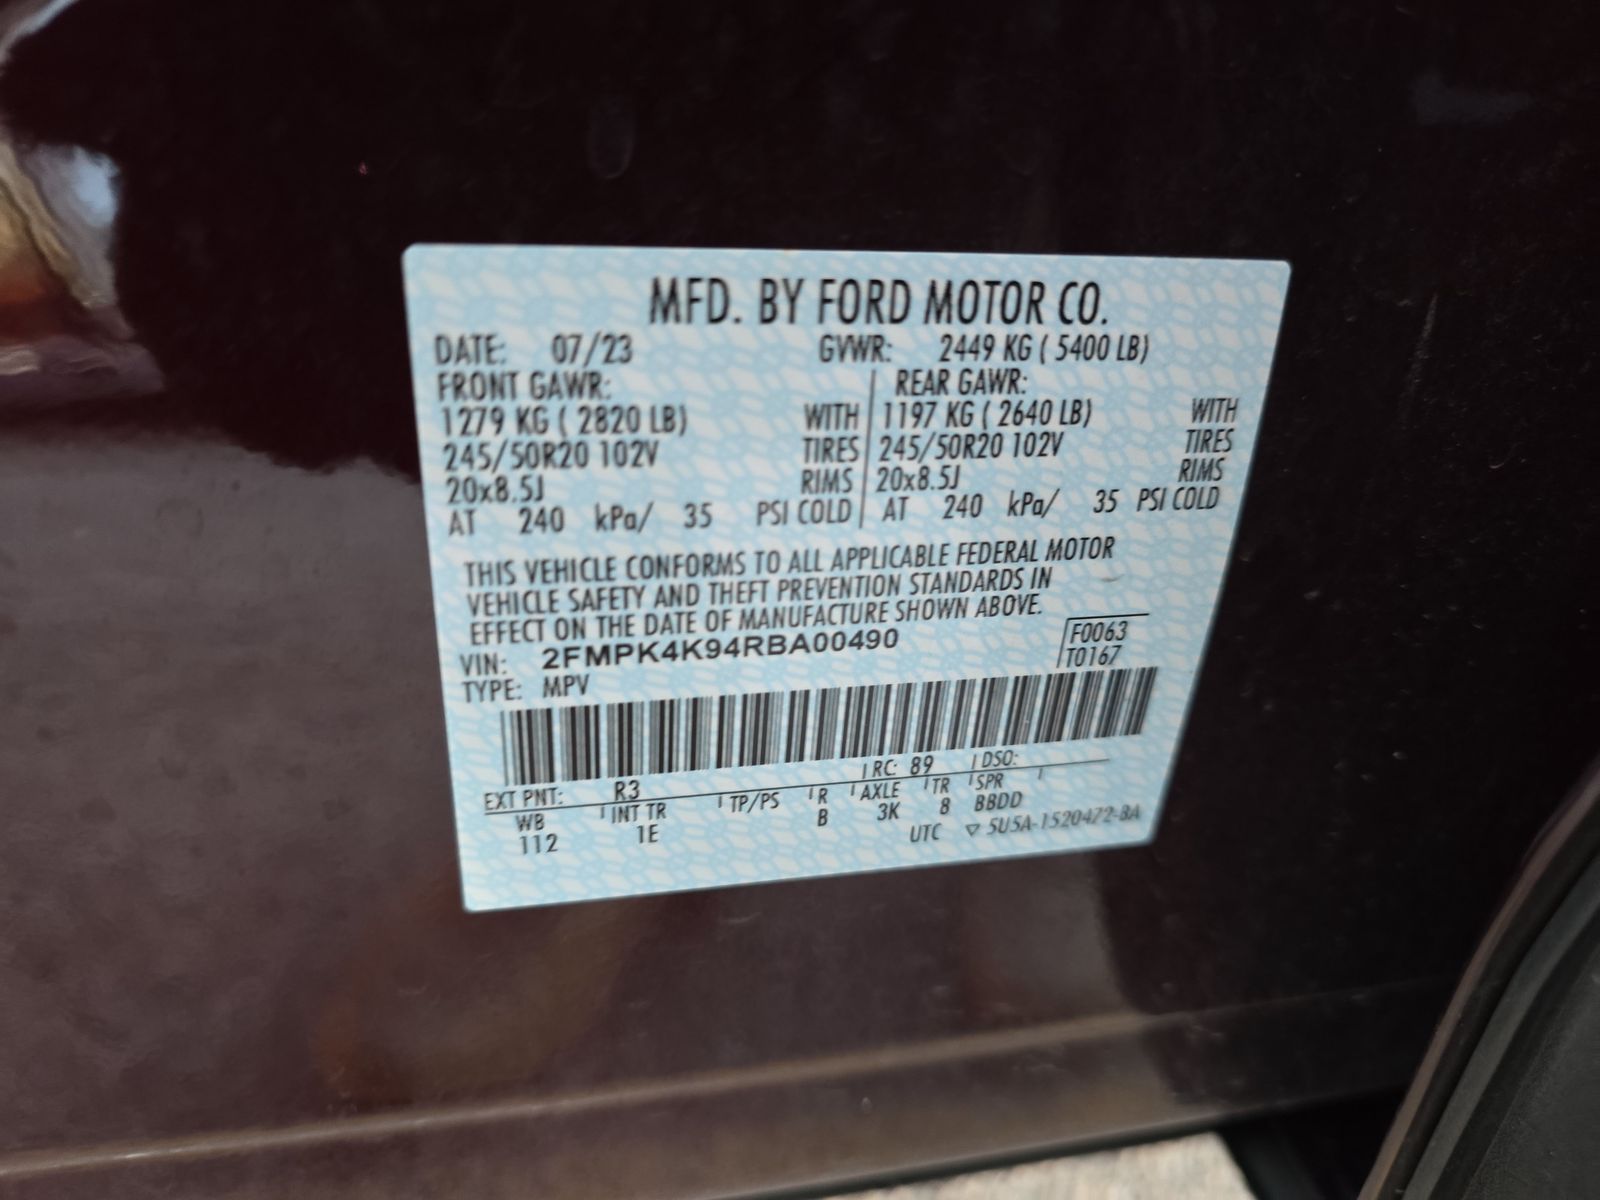 MFD. BY FORD MOTOR CO.
DATE: 07/23 GVWR: 2449 KG ( 5400 LB)
FRONT GAWR: REAR GAWR:
1279 KG ( 2820 LB) WITH 1197 KG ( 2640 LB) WITH
245/50R20 102V TIRES 245/50R20 102V TIRES
20x8.5J RIMS 20x8.5J RIMS
AT 240 kPa/ 35 PSI COLD AT 240 kPa/ 35 PSI COLD
THIS VEHICLE CONFORMS TO ALL APPLICABLE FEDERAL MOTOR
VEHICLE SAFETY AND THEFT PREVENTION STANDARDS IN
EFFECT ON THE DATE OF MANUFACTURE SHOWN ABOVE.
VIN: 2FMPK4K94RBA00490 F0063
TYPE: MPV T0167
EXT PNT: R3 RC: 89 DSO:
WB INT TR TP/PS R AXLE TR SPR
112 1E B 3K 8 BBDD
UTC ▽ 5U5A-1520472-BA